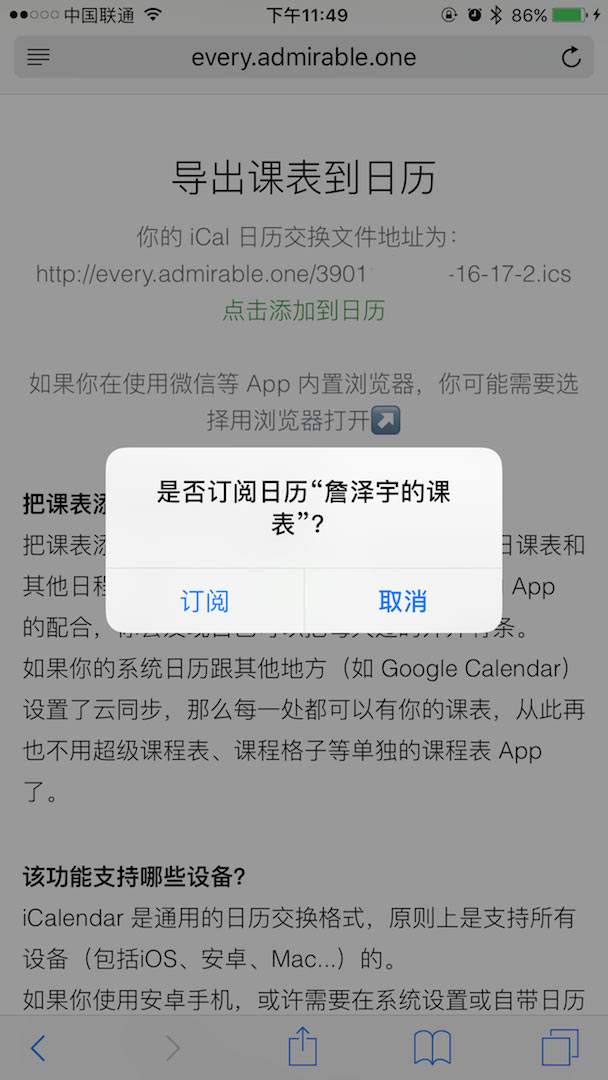 中国联通 下午11:49 86%
every.admirable.one
导出课表到日历
你的 iCal 日历交换文件地址为：
http://every.admirable.one/3901 -16-17-2.ics
点击添加到日历
如果你在使用微信等 App 内置浏览器，你可能需要选
择用浏览器打开↗
是否订阅日历“詹泽宇的课
表”？
订阅 取消
把课表添
把课表添 日课表和
其他日程 App
的配合，
如果你的系统日历跟其他地方（如 Google Calendar）
设置了云同步，那么每一处都可以有你的课表，从此再
也不用超级课程表、课程格子等单独的课程表 App
了。
该功能支持哪些设备？
iCalendar 是通用的日历交换格式，原则上是支持所有
设备（包括iOS、安卓、Mac...）的。
如果你使用安卓手机，或许需要在系统设置或自带日历